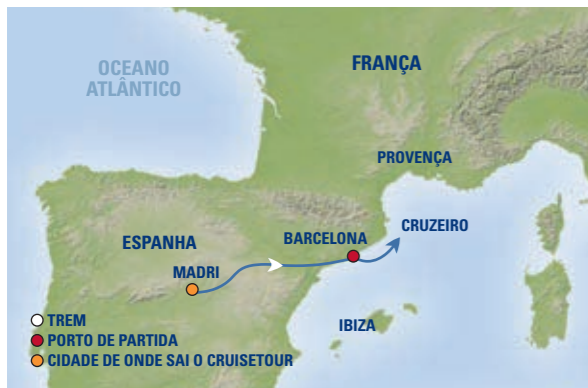 OCEANO
ATLÂNTICO
FRANÇA
PROVENÇA
CRUZEIRO
BARCELONA
ESPANHA
MADRI
IBIZA
TREM
PORTO DE PARTIDA
CIDADE DE ONDE SAI O CRUISETOUR